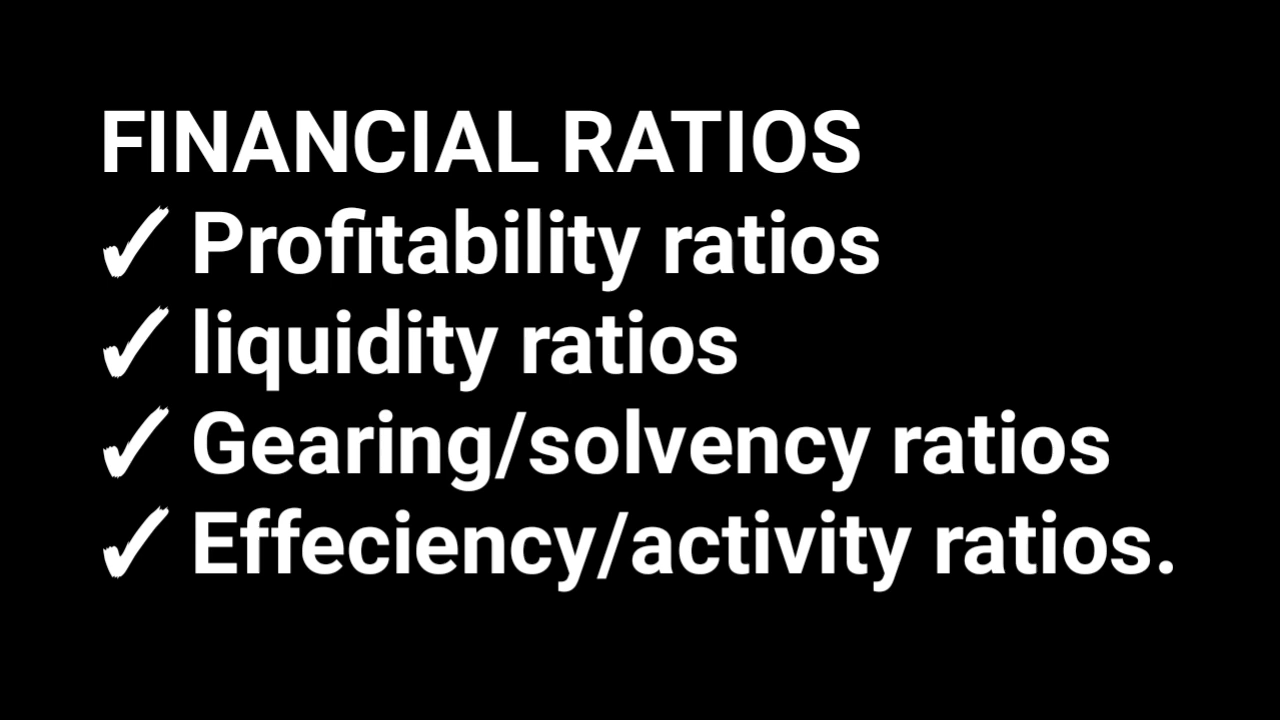 FINANCIAL RATIOS
✓ Profitability ratios
✓ liquidity ratios
✓ Gearing/solvency ratios
✓ Effeciency/activity ratios.